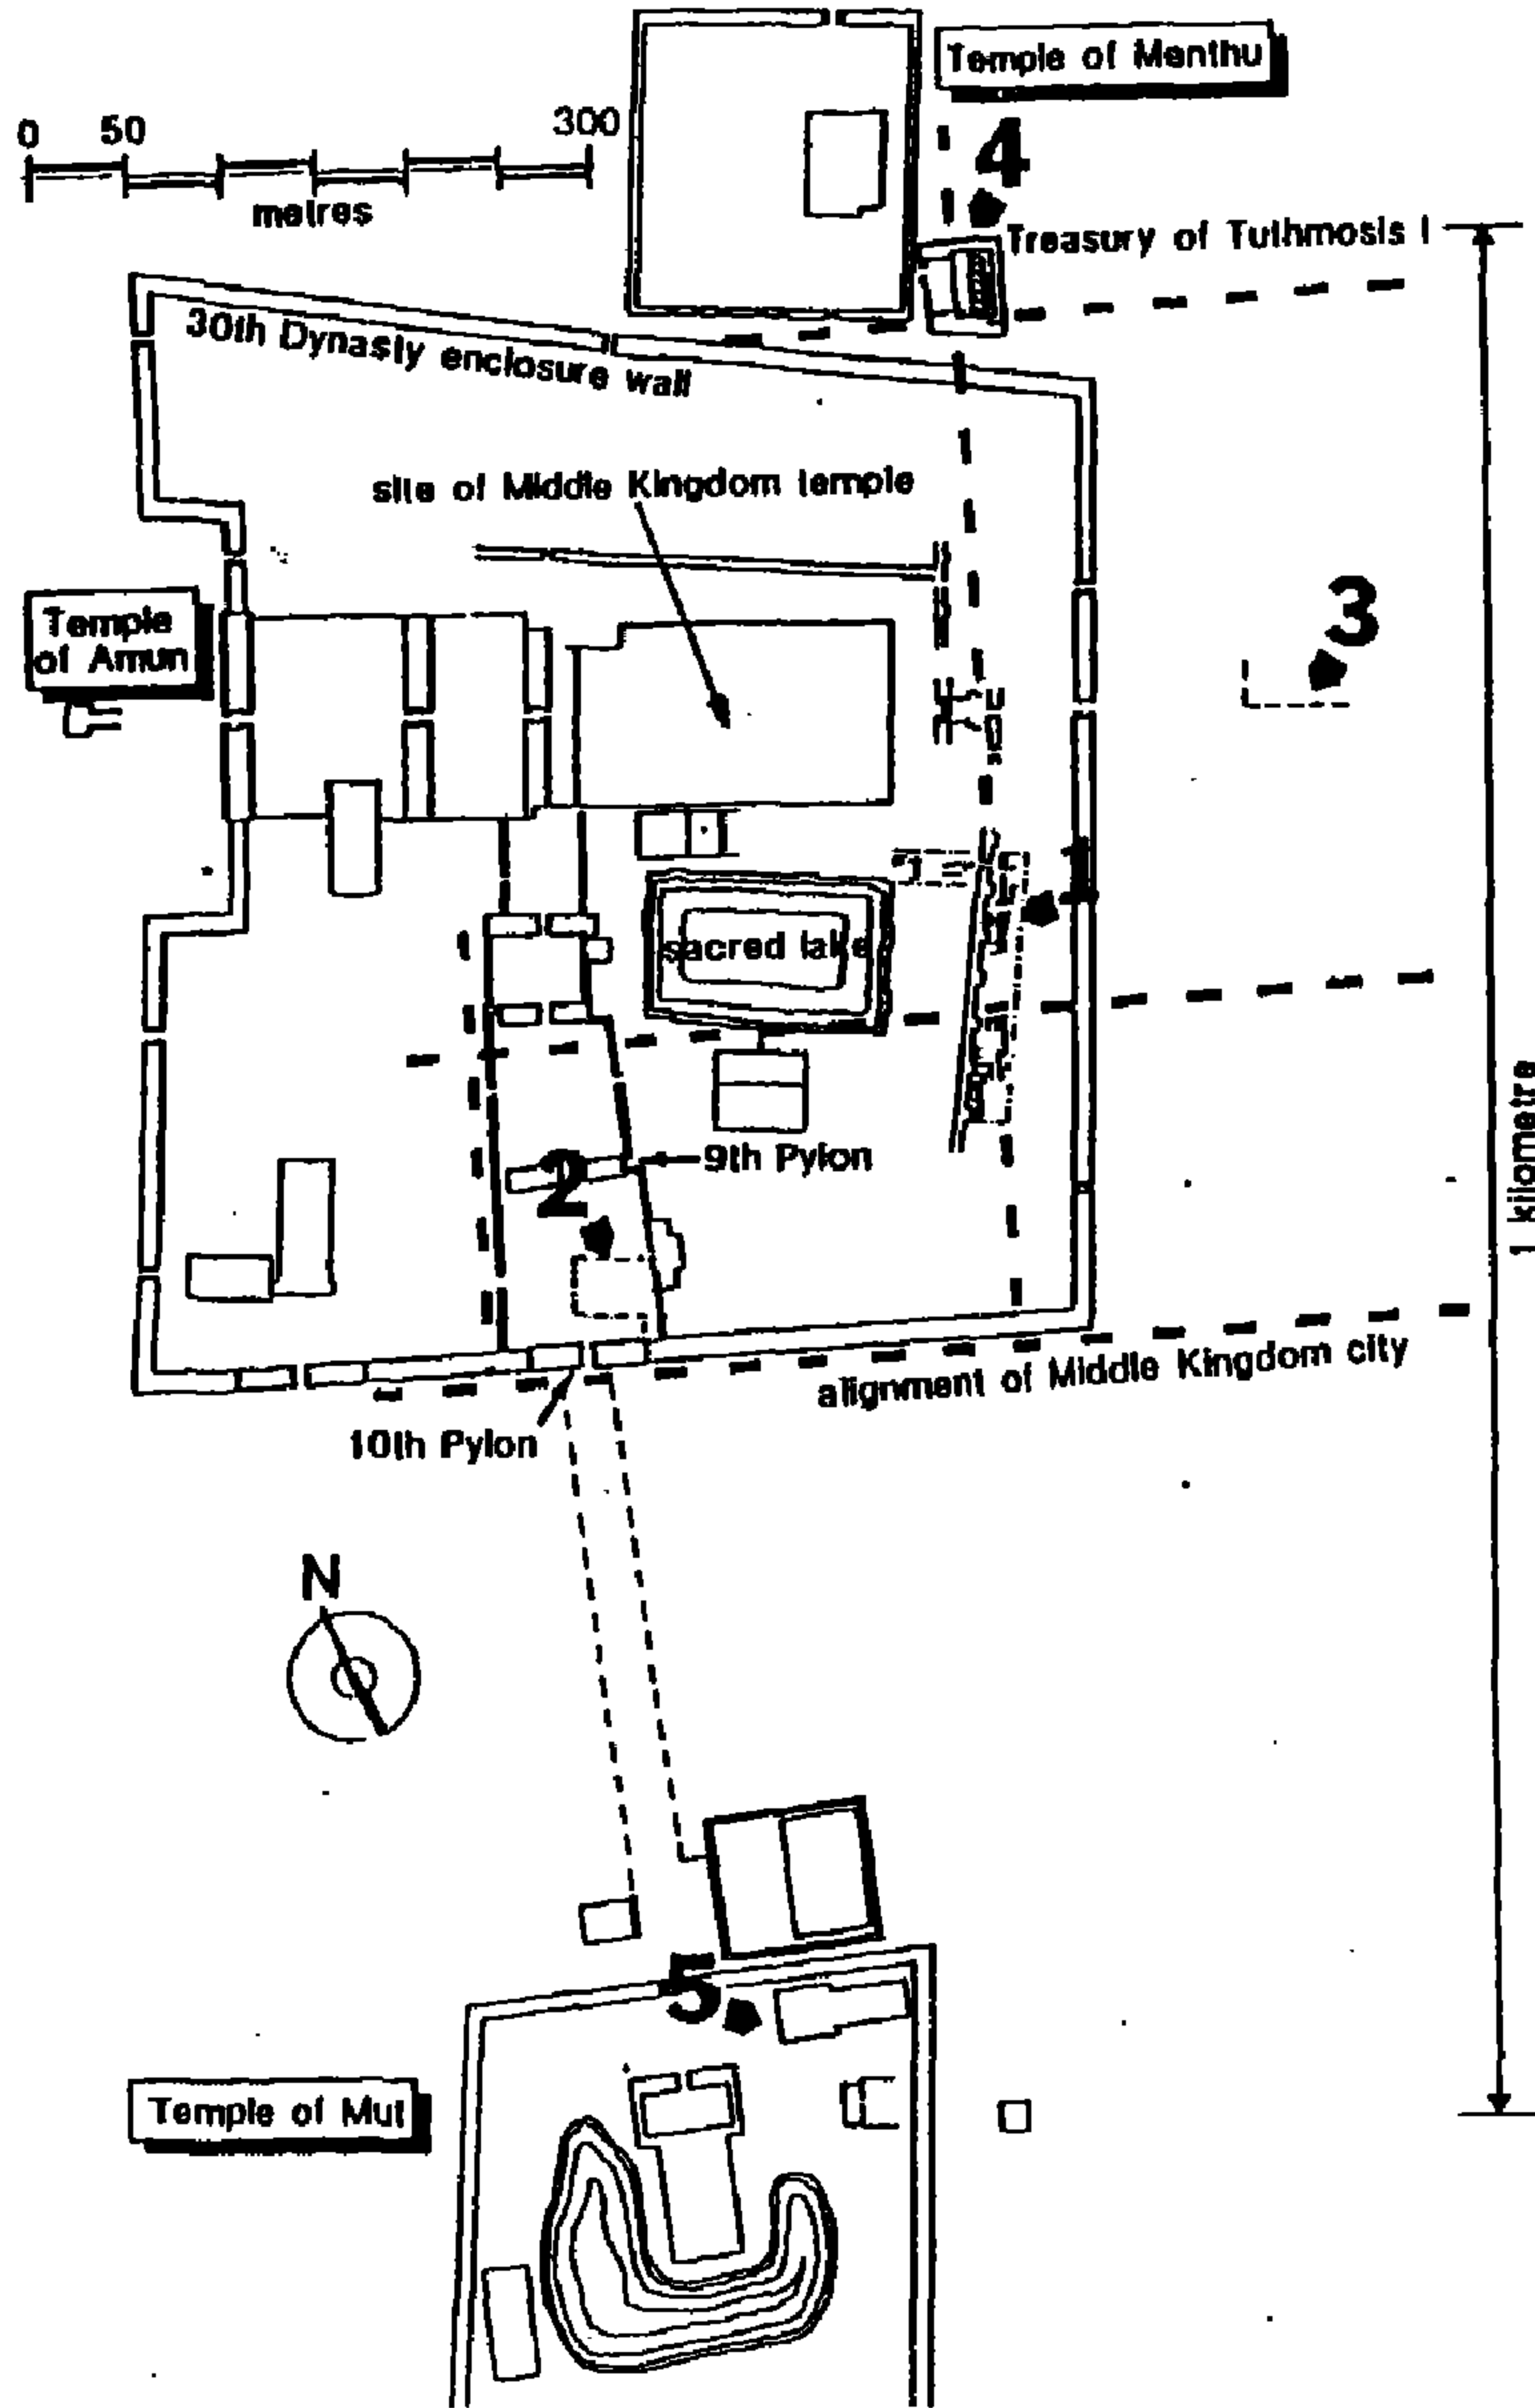 Temple of Menthu
0 50 300
metres
4
Treasury of Tuthmosis I
30th Dynasty enclosure wall
site of Middle Kingdom temple
3
Temple
of Amun
1
sacred lake
1 kilometre
9th Pylon
2
alignment of Middle Kingdom city
10th Pylon
N
5
Temple of Mut